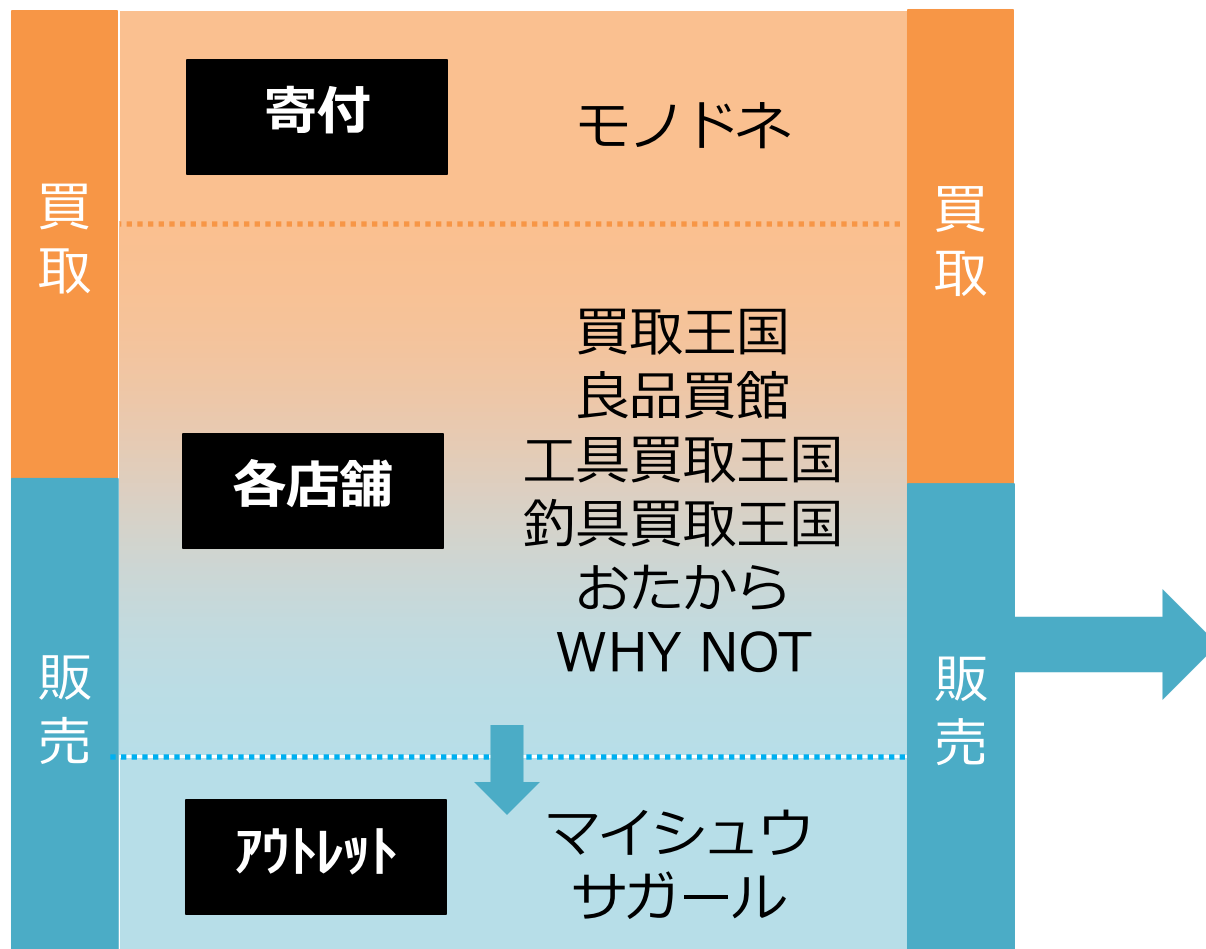 買取
寄付
モノドネ
買取
各店舗
買取王国
良品買館
工具買取王国
釣具買取王国
おたから
WHY NOT
販売
販売
アウトレット
マイシュウ
サガール